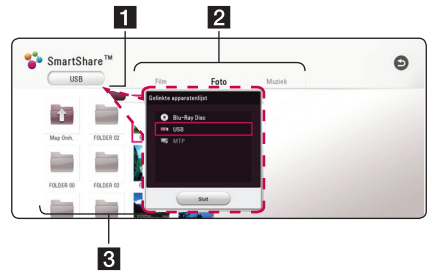 1
2
SmartShare™
USB
Film
Foto
Muziek
Gelinkte apparatenlijst
Blu-Ray Disc
USB
MTP
Sluit
Map Omh.
FOLDER 02
FOLDER 00
FOLDER 03
3